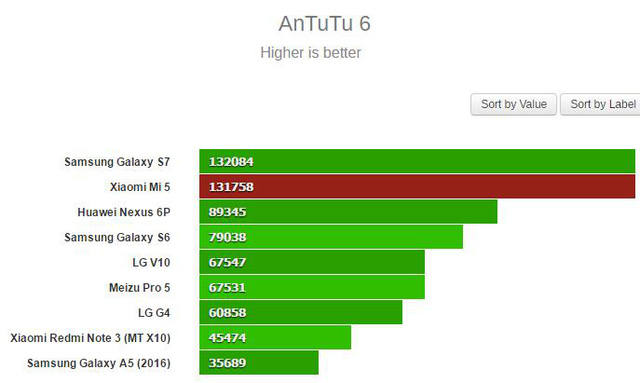 AnTuTu 6
Higher is better
Sort by Value Sort by Label
Samsung Galaxy S7 132084
Xiaomi Mi 5 131758
Huawei Nexus 6P 89345
Samsung Galaxy S6 79038
LG V10 67547
Meizu Pro 5 67531
LG G4 60858
Xiaomi Redmi Note 3 (MT X10) 45474
Samsung Galaxy A5 (2016) 35689